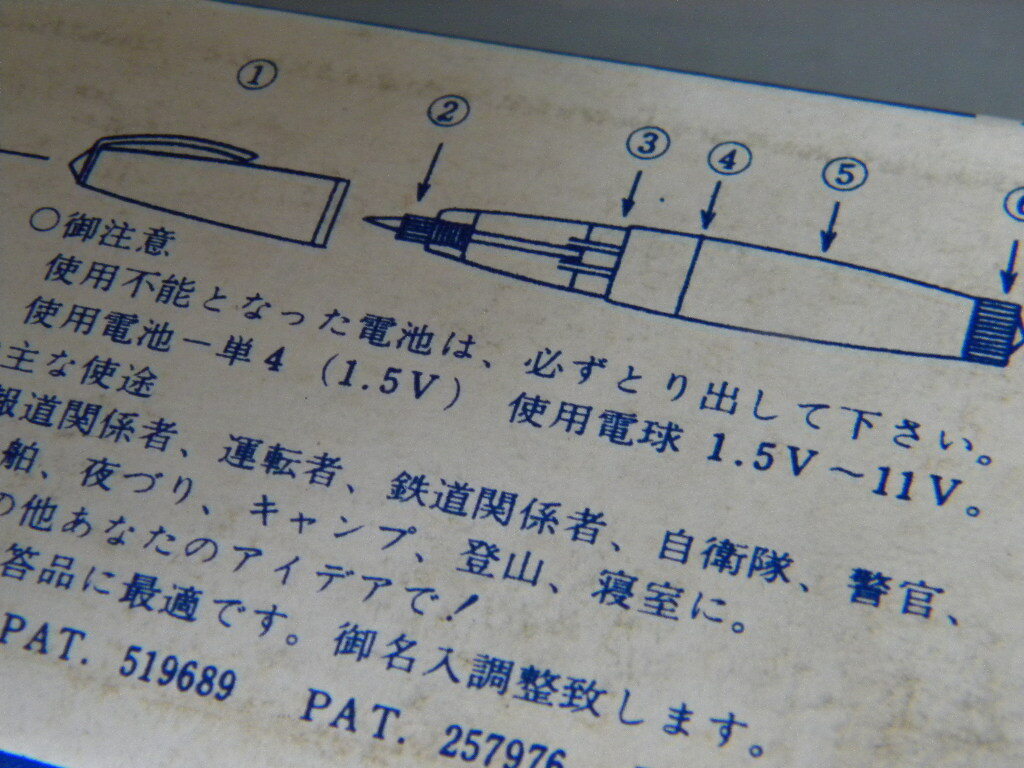 ① ② ③ ④ ⑤
○御注意
使用不能となった電池は、必ずとり出して下さい。
使用電池－単4 (1.5V) 使用電球 1.5V～11V。
主な使途
報道関係者、運転者、鉄道関係者、自衛隊、警官、
舶、夜づり、キャンプ、登山、寝室に。
の他あなたのアイデアで！
答品に最適です。御名入調整致します。
PAT. 519689 PAT. 257976